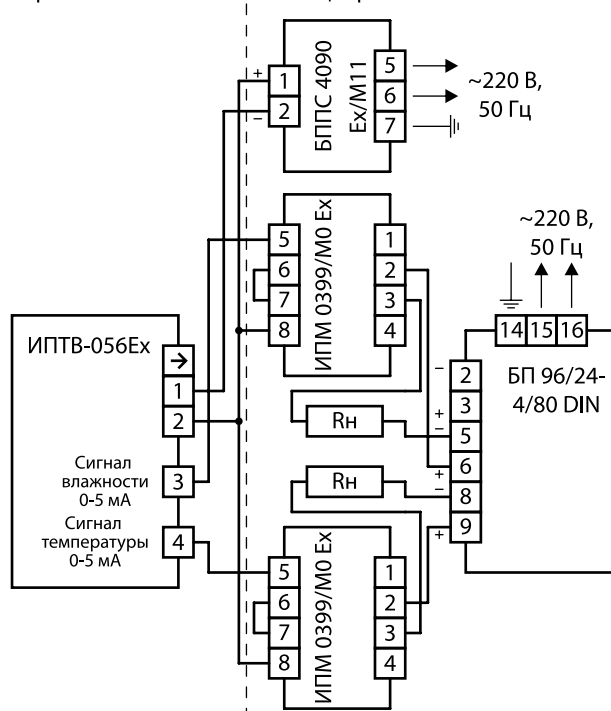 +
1
2
–
БППС 4090
Ex/М11
5
6
7
~220 В,
50 Гц
ИПМ 0399/М0 Ex
5
6
7
8
1
2
3
4
~220 В,
50 Гц
14 15 16
БП 96/24-
4/80 DIN
–
2
3
+
–
5
6
+
–
8
9
+
ИПТВ-056Ex
1
2
3
4
Сигнал
влажности
0-5 мА
Сигнал
температуры
0-5 мА
Rн
Rн
ИПМ 0399/М0 Ex
5
6
7
8
1
2
3
4